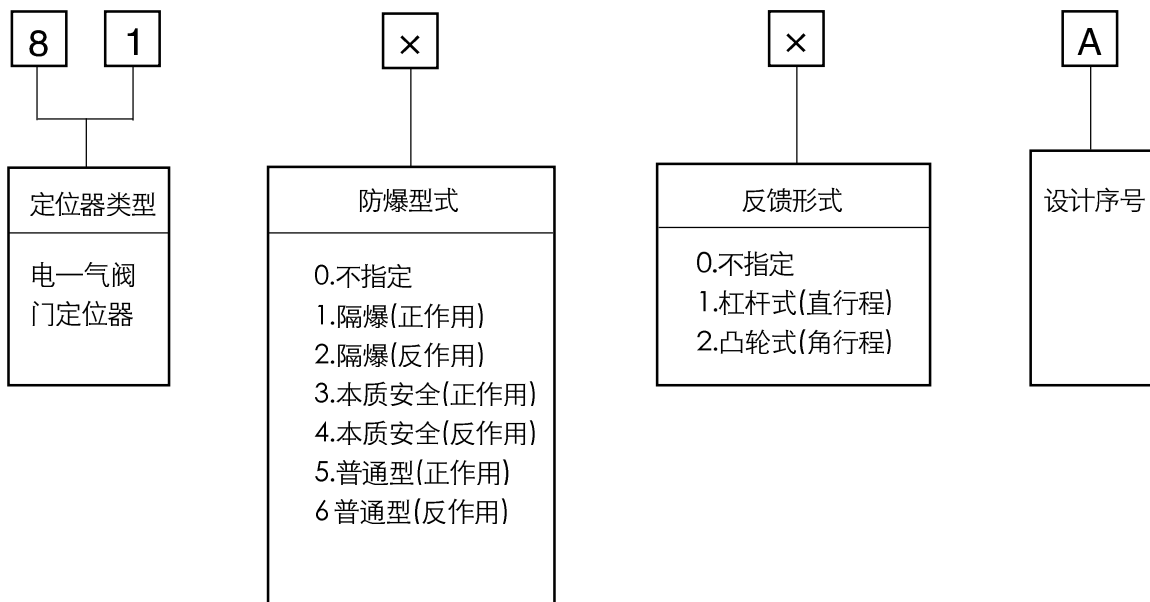 8 1 × × A
定位器类型
电一气阀
门定位器
防爆型式
0.不指定
1.隔爆(正作用)
2.隔爆(反作用)
3.本质安全(正作用)
4.本质安全(反作用)
5.普通型(正作用)
6普通型(反作用)
反馈形式
0.不指定
1.杠杆式(直行程)
2.凸轮式(角行程)
设计序号